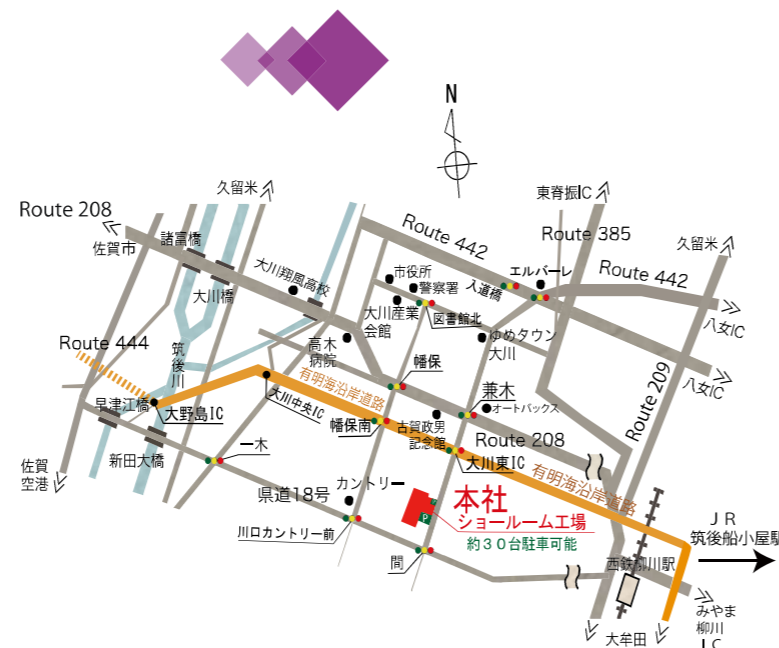 N
久留米
東脊振IC
Route 208
佐賀市
諸富橋
Route 442
Route 385
久留米
大川橋
大川翔風高校
市役所
警察署
入道橋
エルバーレ
Route 442
大川産業
会館
図書館北
ゆめタウン
大川
八女IC
Route 444
筑後川
高木
病院
幡保
八女IC
Route 209
有明海沿岸道路
兼木
オートバックス
早津江橋
大野島IC
大川中央IC
幡保南
古賀政男
記念館
Route 208
新田大橋
一木
大川東IC
有明海沿岸道路
佐賀
空港
県道18号
カントリー
本社
ショールーム工場
P
約30台駐車可能
川口カントリー前
間
JR
筑後船小屋駅
西鉄柳川駅
みやま
柳川
IC
大牟田